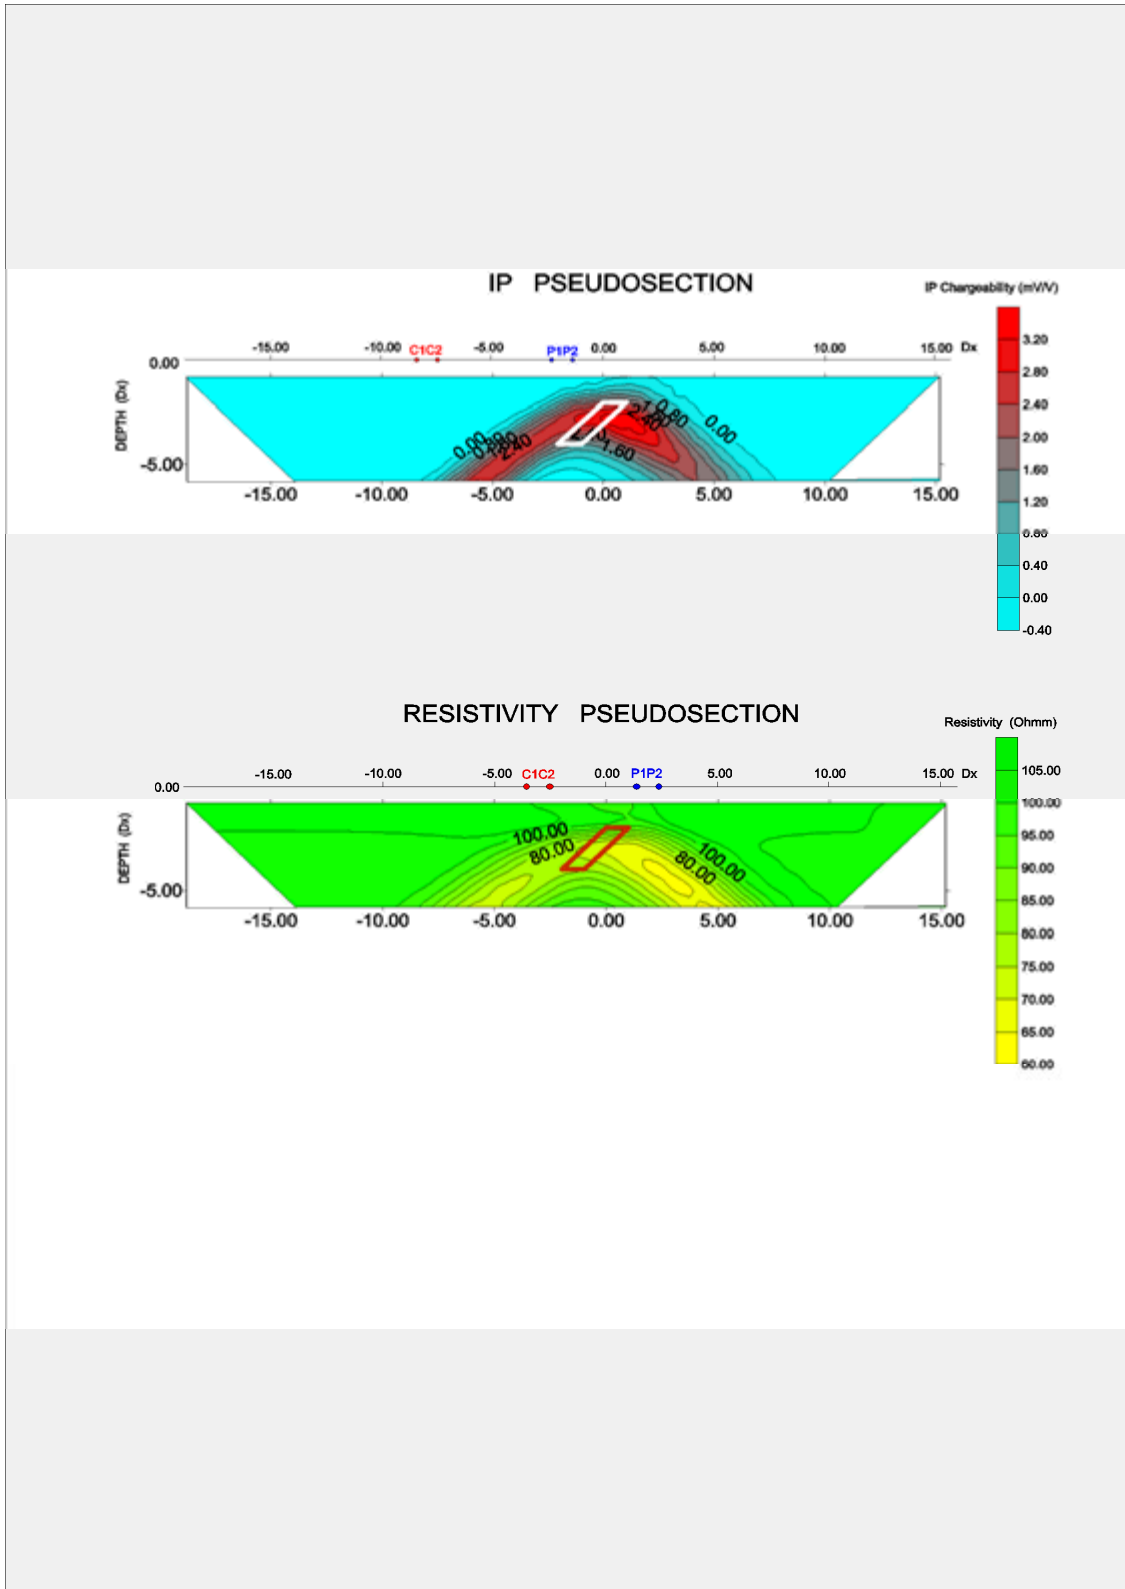 IP PSEUDOSECTION
IP Chargeability (mV/V)
-15.00 -10.00 C1C2 -5.00 P1P2 0.00 5.00 10.00 15.00 Dx
0.00
DEPTH (Dx)
-5.00
0.00 2.40 1.60 2.40 0.80 0.00
-15.00 -10.00 -5.00 0.00 5.00 10.00 15.00
3.20
2.80
2.40
2.00
1.60
1.20
0.80
0.40
0.00
-0.40
RESISTIVITY PSEUDOSECTION
Resistivity (Ohmm)
-15.00 -10.00 -5.00 C1C2 0.00 P1P2 5.00 10.00 15.00 Dx
0.00
DEPTH (Dx)
-5.00
100.00 80.00 80.00 100.00
-15.00 -10.00 -5.00 0.00 5.00 10.00 15.00
105.00
100.00
95.00
90.00
85.00
80.00
75.00
70.00
65.00
60.00